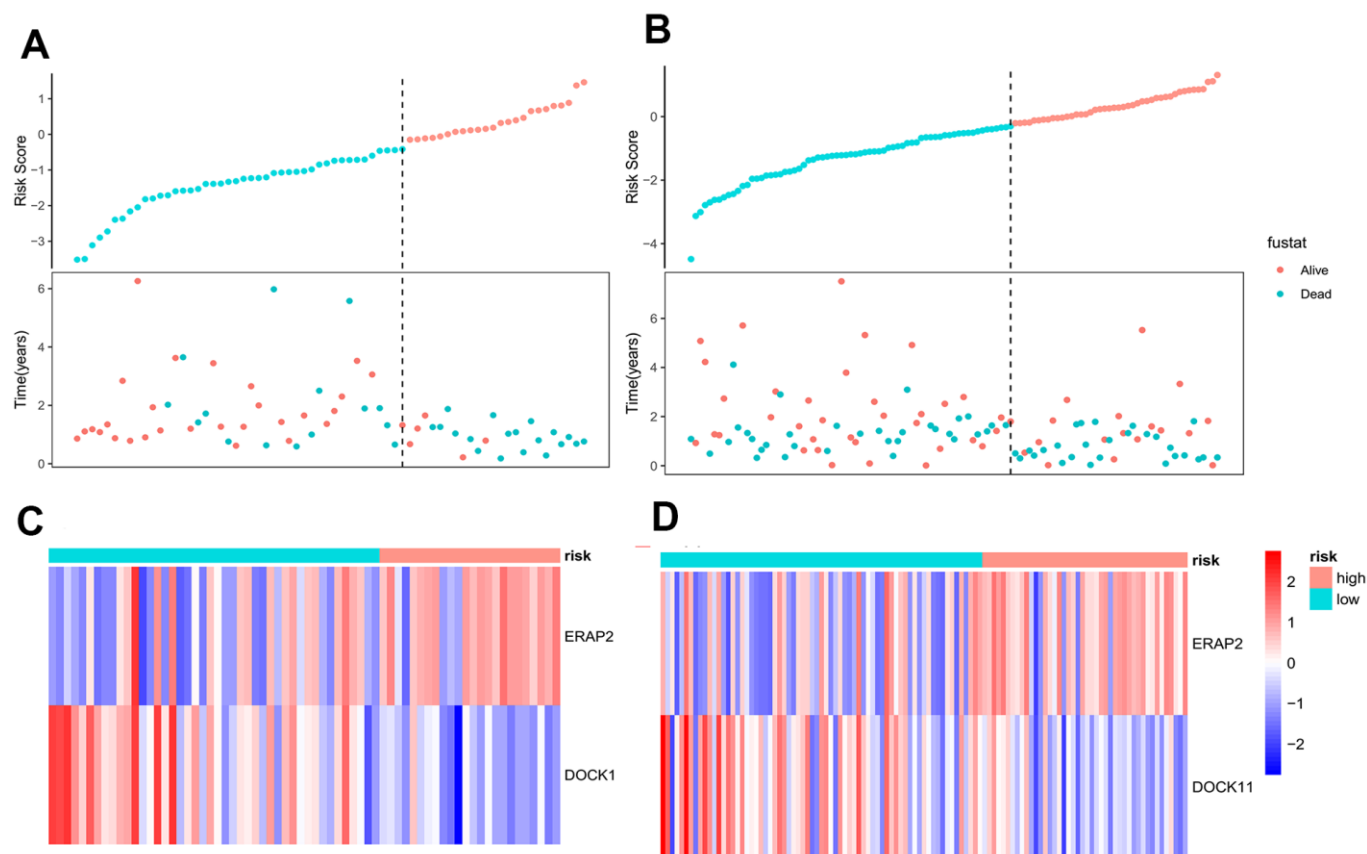 A
B
Risk Score
1
0
−1
−2
−3
Risk Score
0
−2
−4
Time(years)
6
4
2
0
Time(years)
6
4
2
0
fustat
Alive
Dead
C
D
risk
ERAP2
DOCK1
risk
ERAP2
DOCK11
2
1
0
−1
−2
risk
high
low